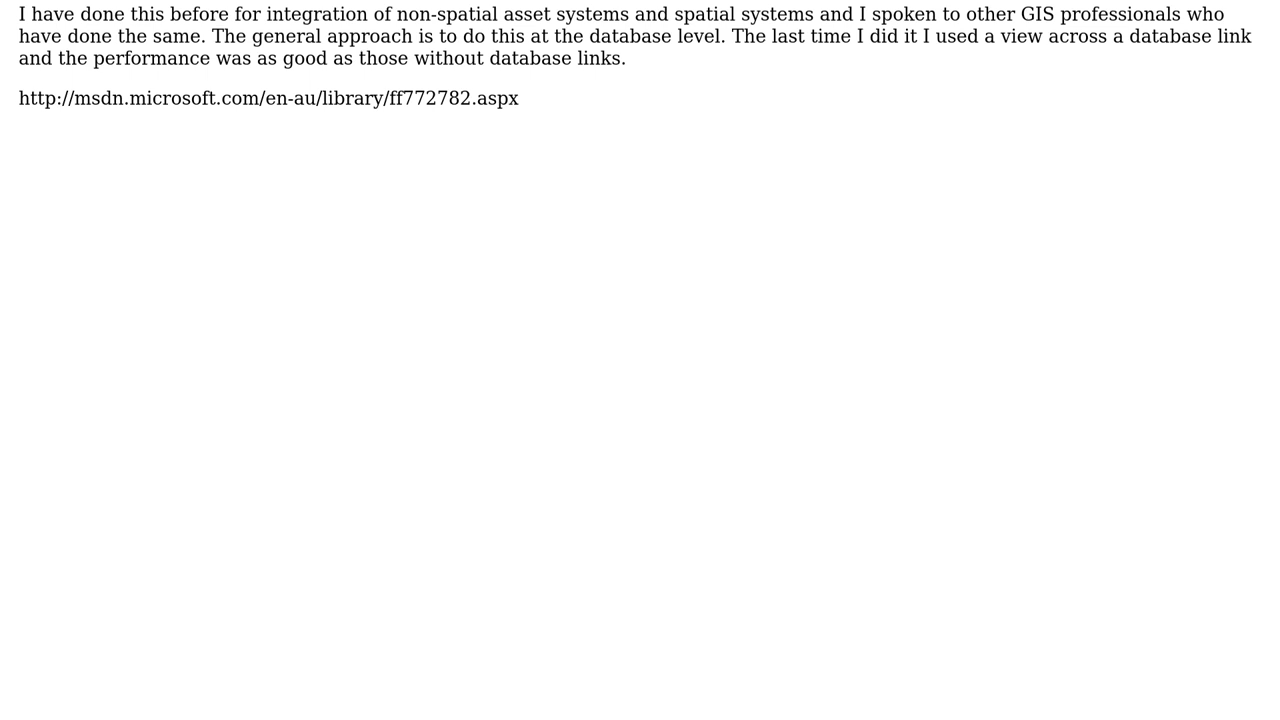 I have done this before for integration of non-spatial asset systems and spatial systems and I spoken to other GIS professionals who
have done the same. The general approach is to do this at the database level. The last time I did it I used a view across a database link
and the performance was as good as those without database links.
http://msdn.microsoft.com/en-au/library/ff772782.aspx